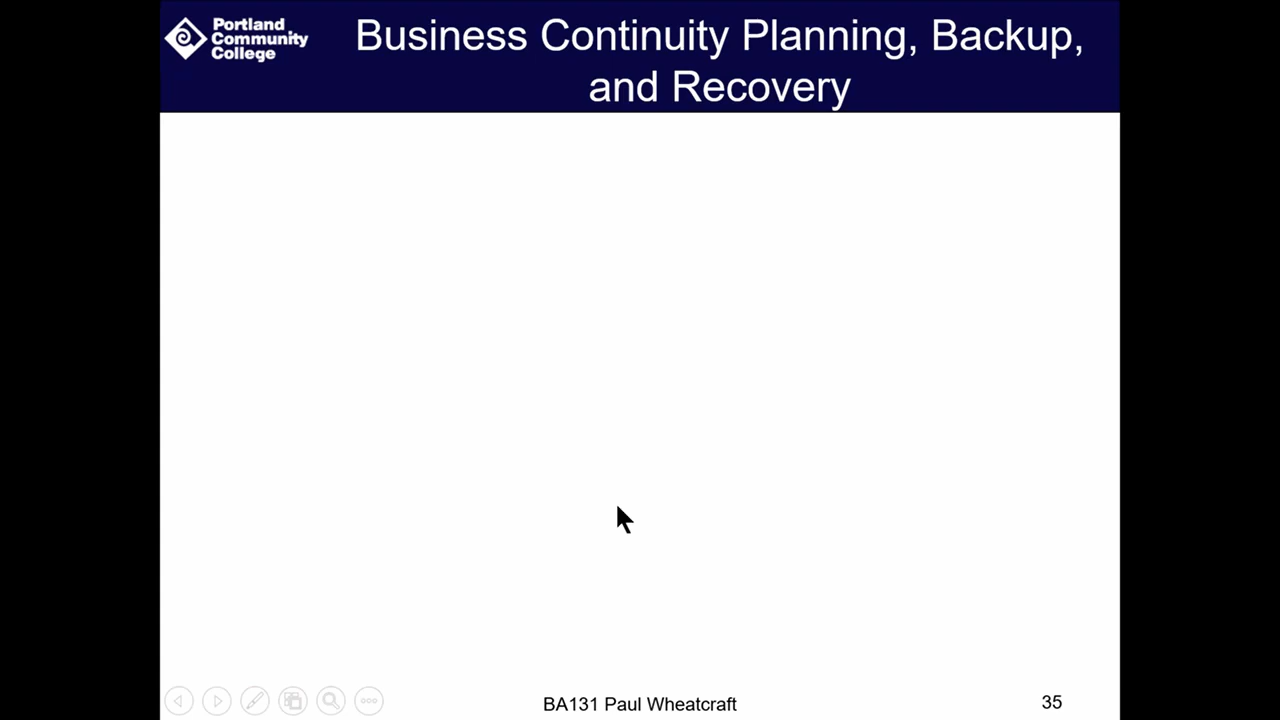 Portland
Community
College
Business Continuity Planning, Backup,
and Recovery
BA131 Paul Wheatcraft
35